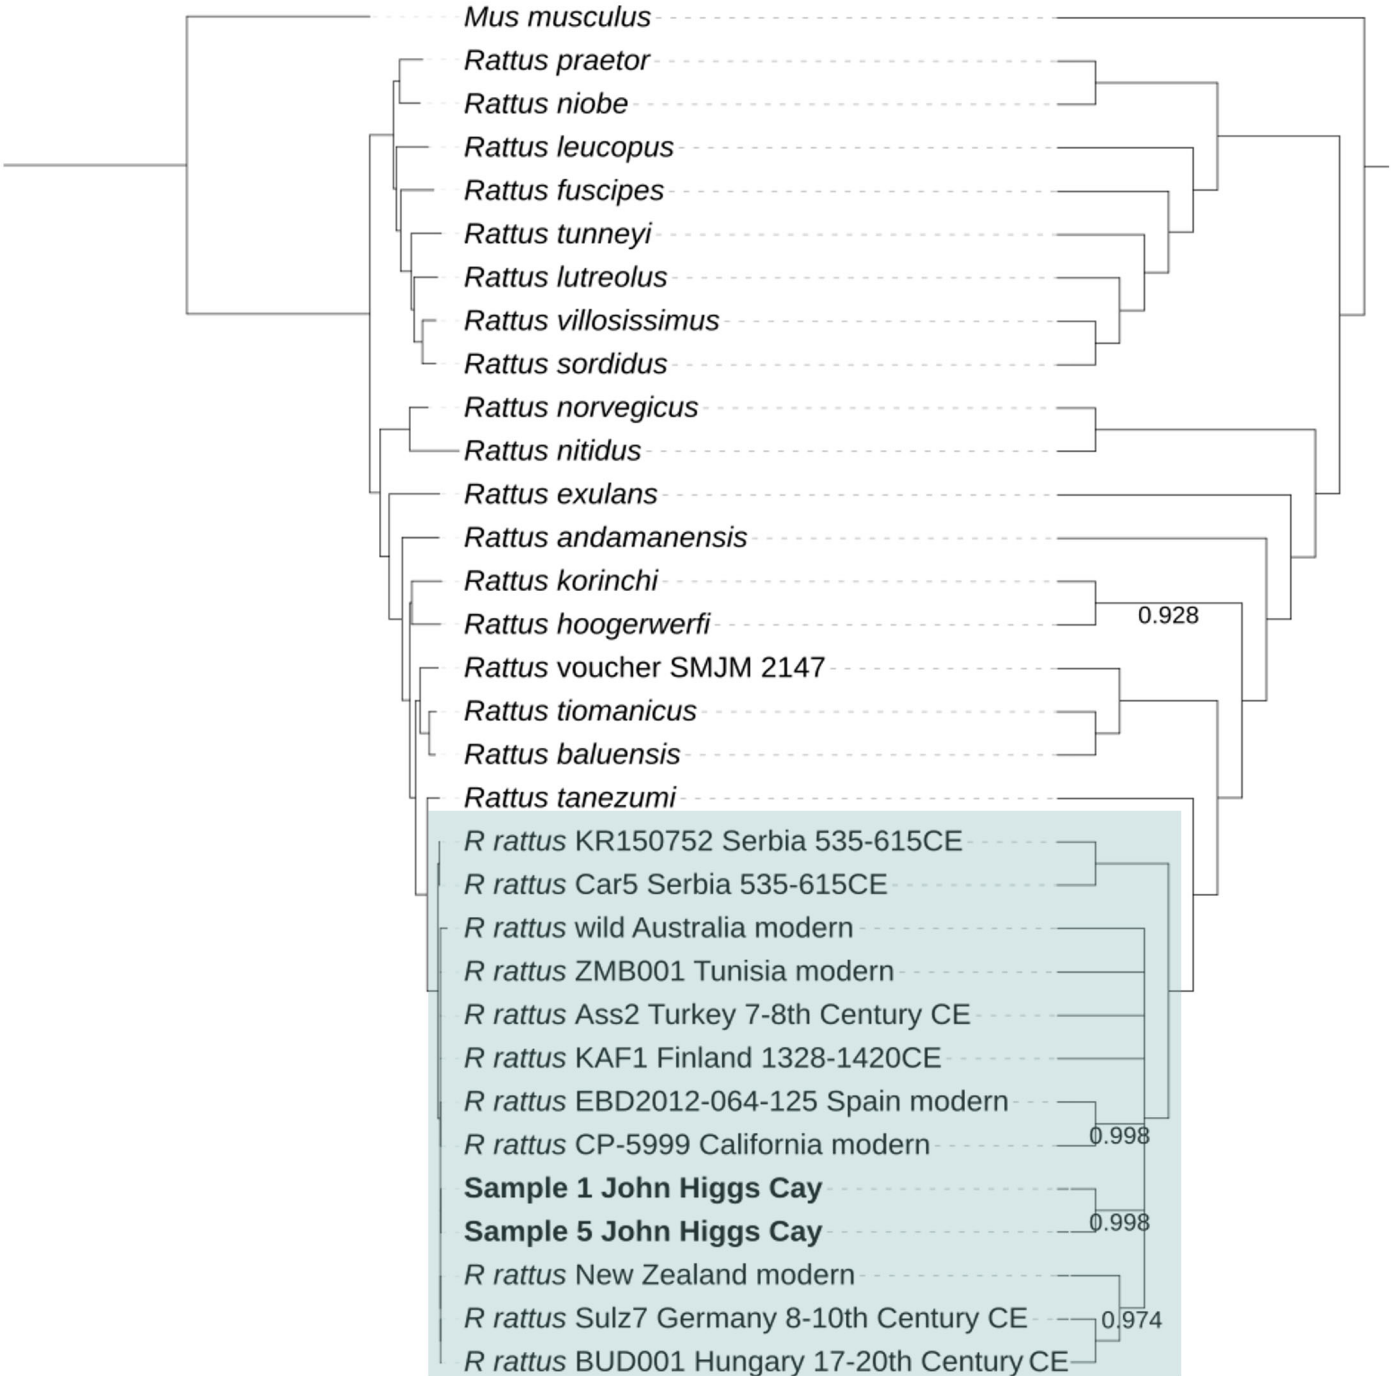 Mus musculus
Rattus praetor
Rattus niobe
Rattus leucopus
Rattus fuscipes
Rattus tunneyi
Rattus lutreolus
Rattus villosissimus
Rattus sordidus
Rattus norvegicus
Rattus nitidus
Rattus exulans
Rattus andamanensis
Rattus korinchi
0.928
Rattus hoogerwerfi
Rattus voucher SMJM 2147
Rattus tiomanicus
Rattus baluensis
Rattus tanezumi
R rattus KR150752 Serbia 535-615CE
R rattus Car5 Serbia 535-615CE
R rattus wild Australia modern
R rattus ZMB001 Tunisia modern
R rattus Ass2 Turkey 7-8th Century CE
R rattus KAF1 Finland 1328-1420CE
R rattus EBD2012-064-125 Spain modern
0.998
R rattus CP-5999 California modern
Sample 1 John Higgs Cay
0.998
Sample 5 John Higgs Cay
R rattus New Zealand modern
R rattus Sulz7 Germany 8-10th Century CE
0.974
R rattus BUD001 Hungary 17-20th Century CE